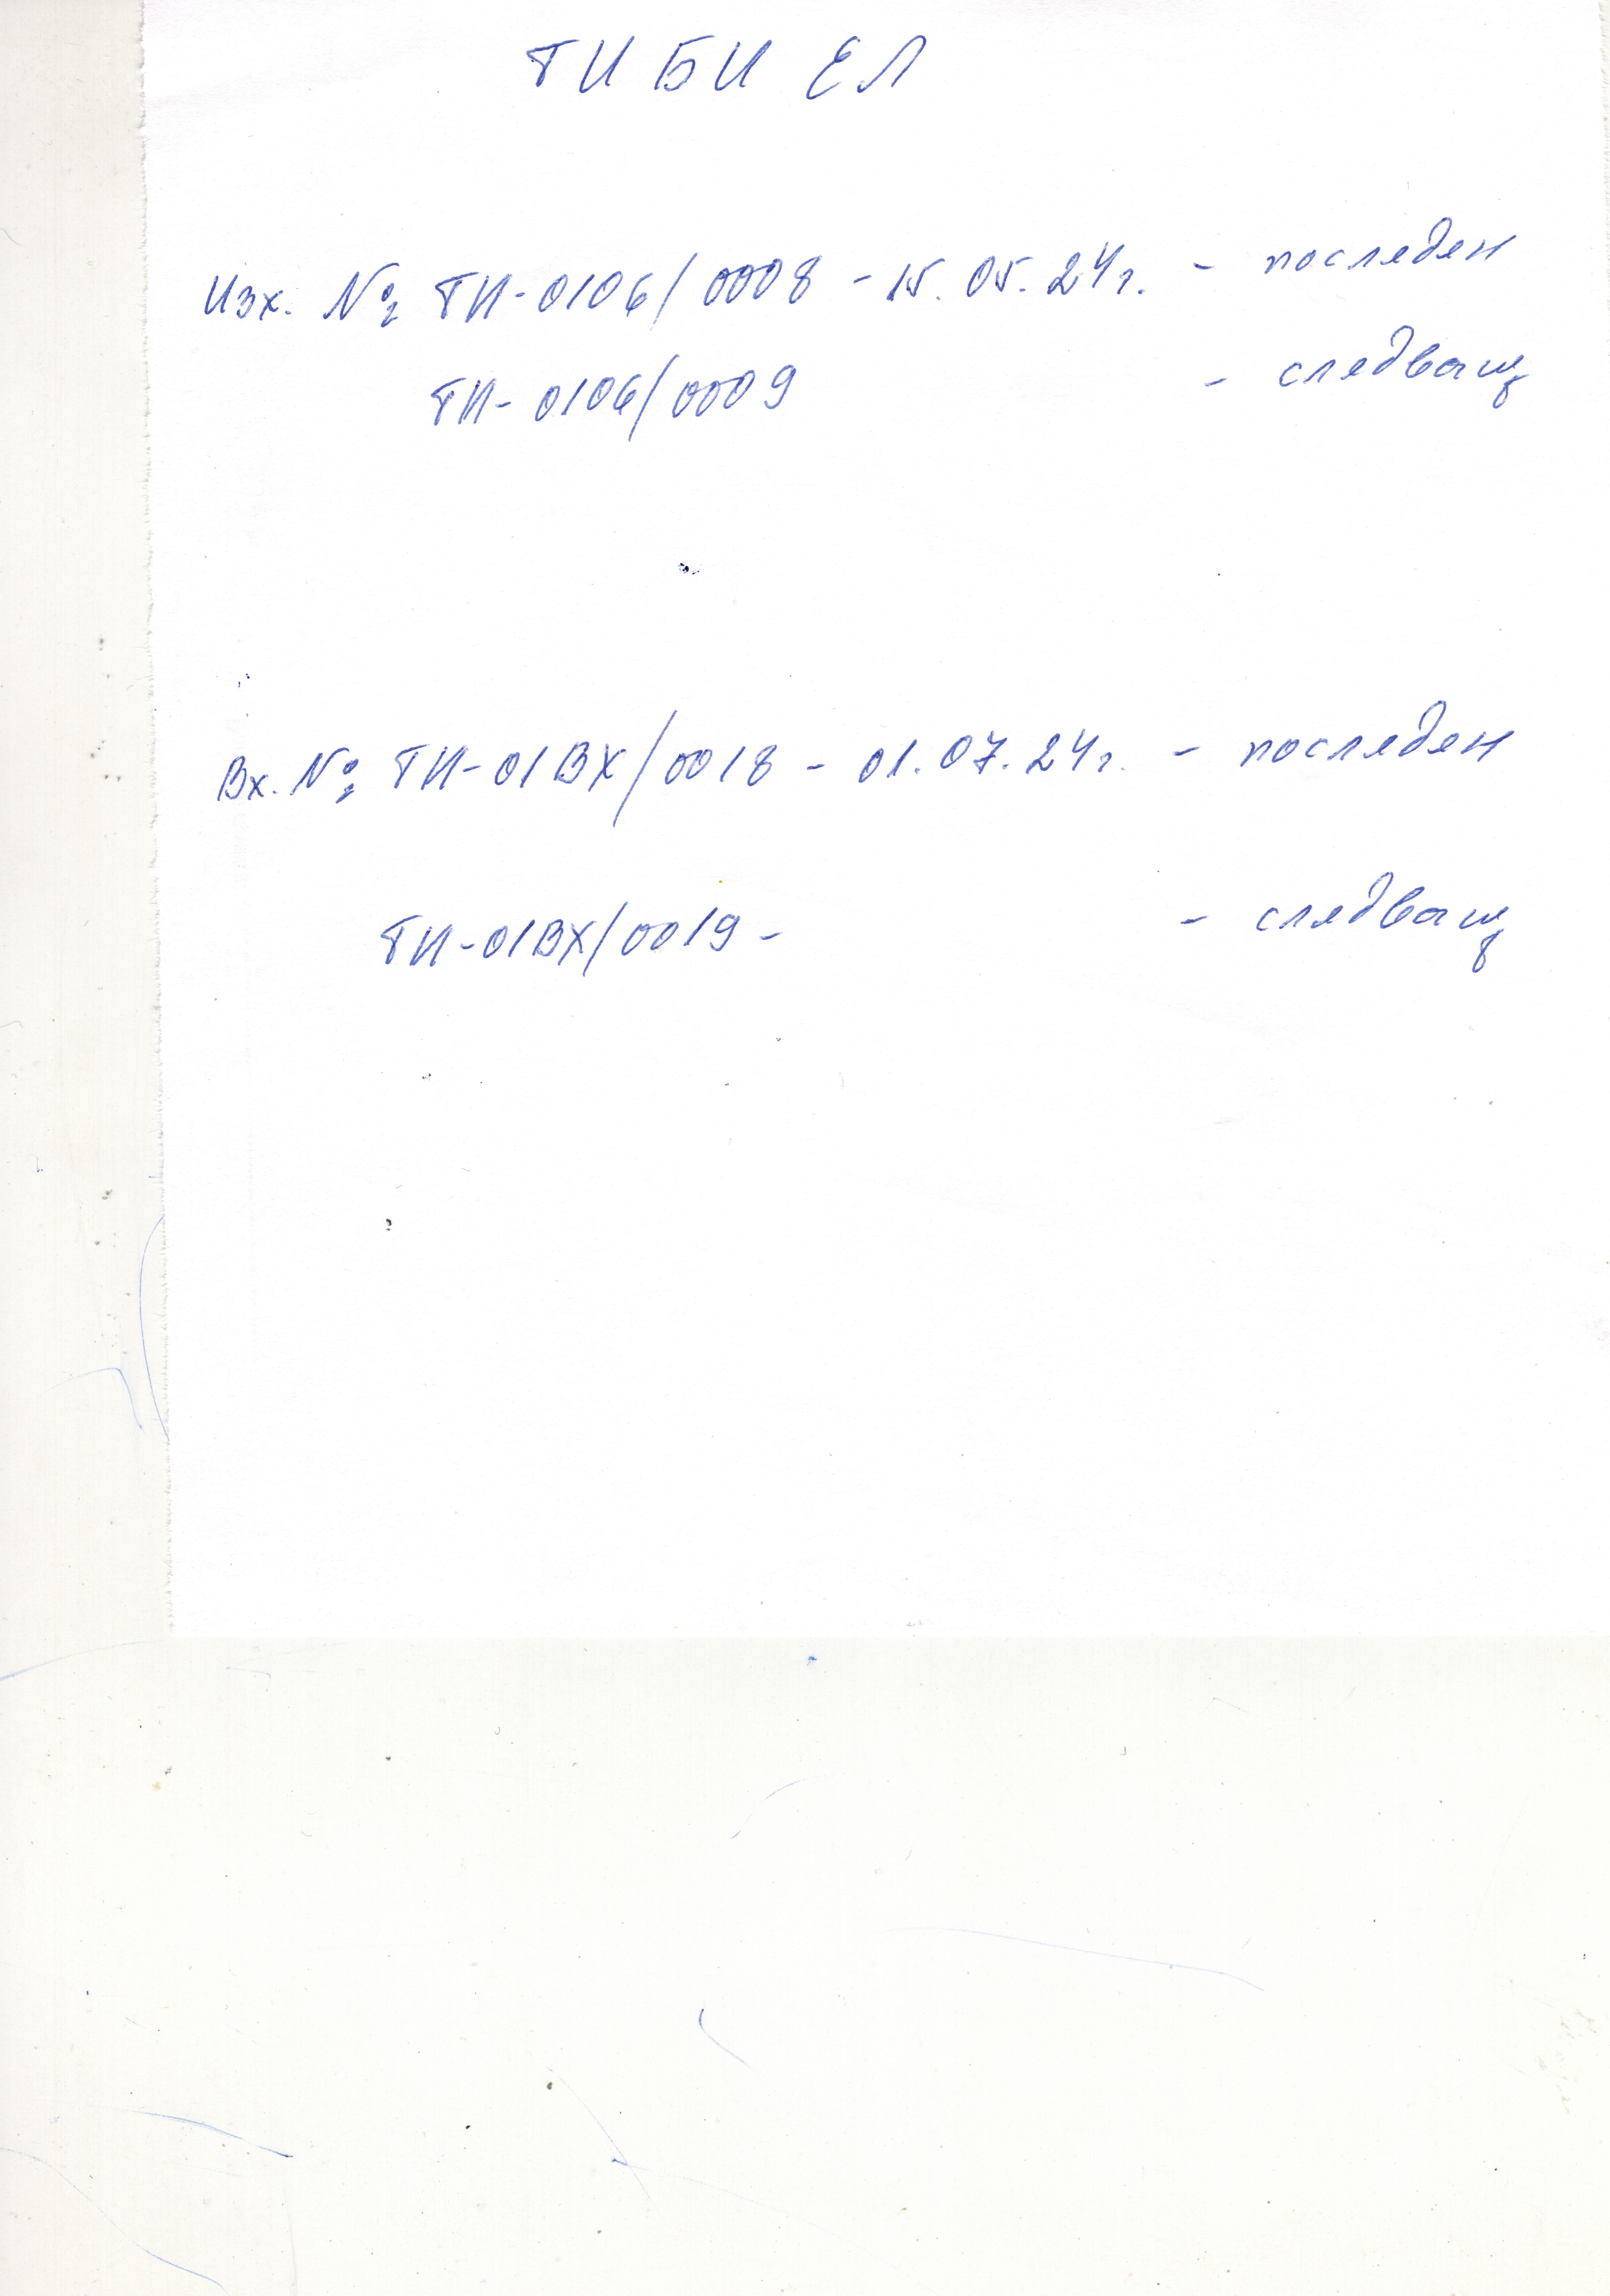 ТИ БИ ЕЛ
Изх. № ТИ-0106/0008 - 15.05.24г. - последен
ТИ-0106/0009 - следващ
Вх. № ТИ-01ВХ/0018 - 01.07.24г. - последен
ТИ-01ВХ/0019 - - следващ